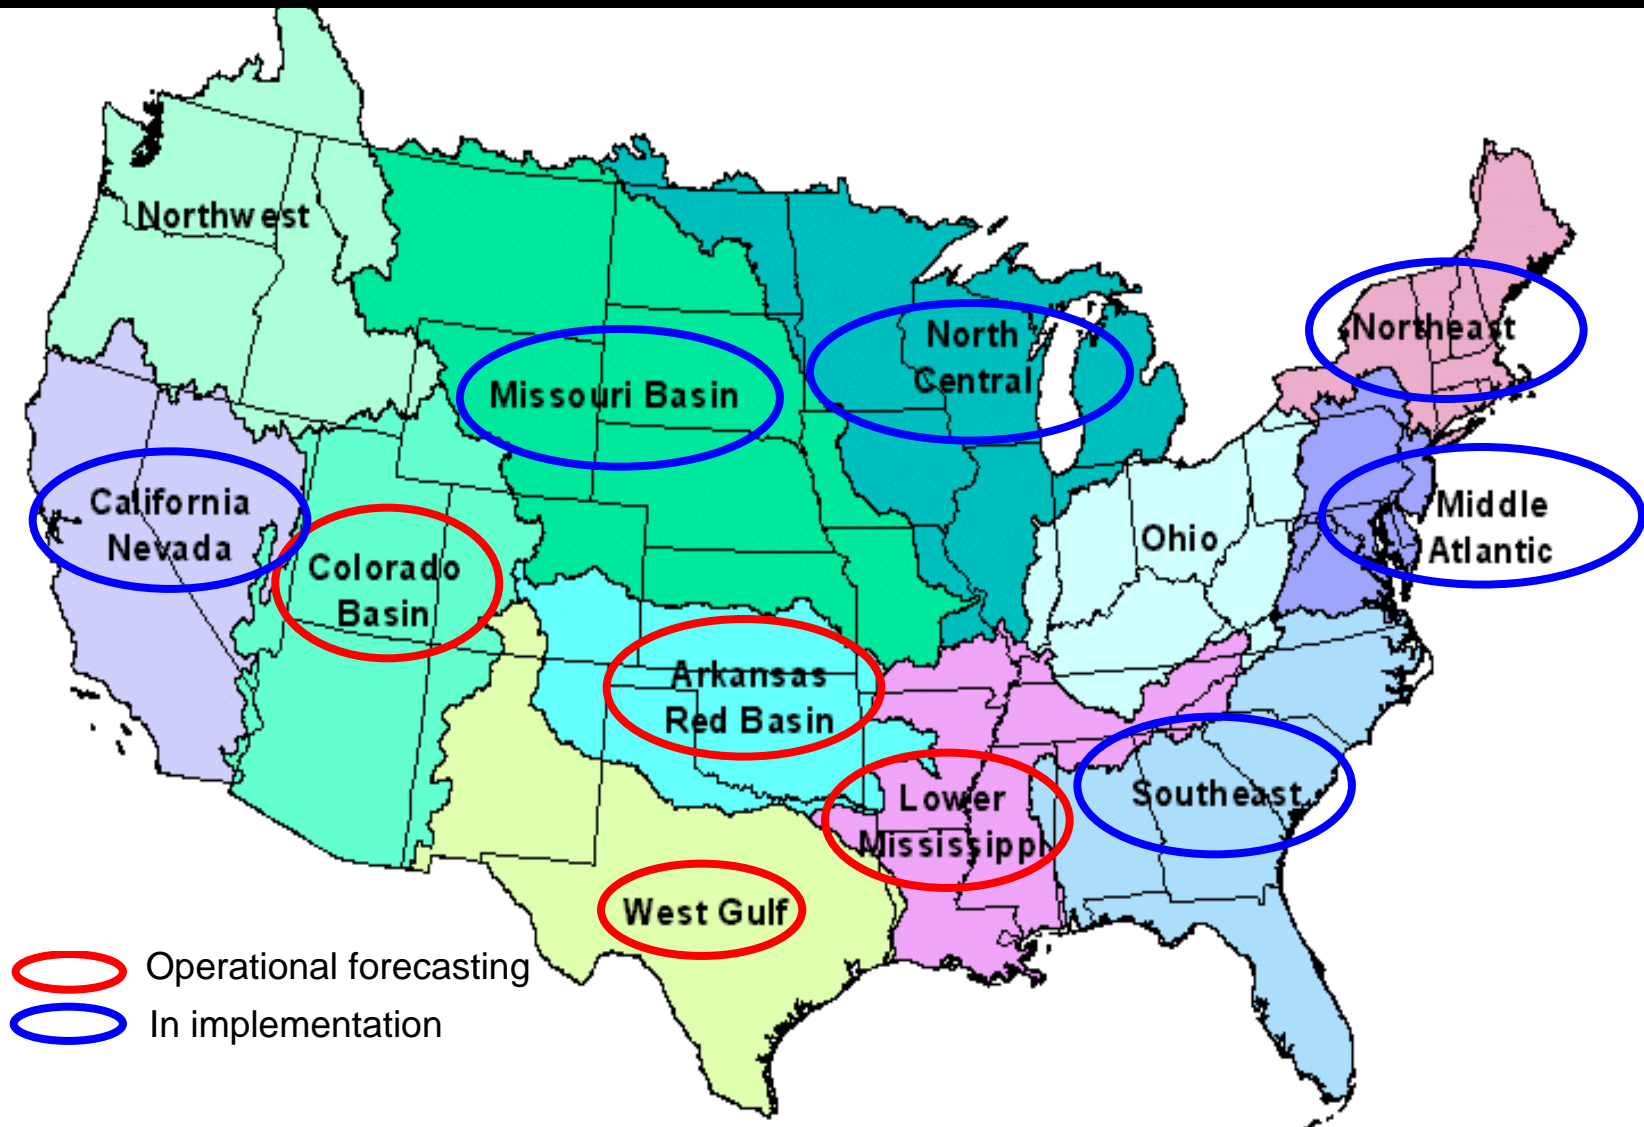 Northwest
Northeast
North
Central
Missouri Basin
California
Nevada
Middle
Atlantic
Ohio
Colorado
Basin
Arkansas
Red Basin
Lower
Mississippi
Southeast
West Gulf
Operational forecasting
In implementation